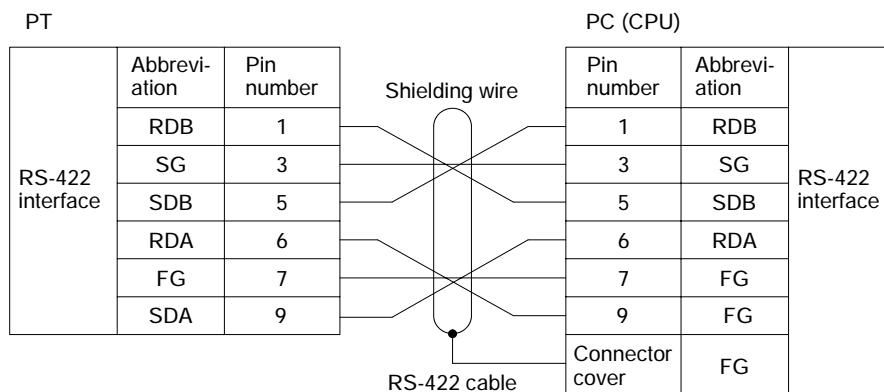 PT
PC (CPU)
Abbrevi-
ation
Pin
number
Shielding wire
Pin
number
Abbrevi-
ation
RDB
1
1
RDB
SG
3
3
SG
RS-422
interface
SDB
5
5
SDB
RS-422
interface
RDA
6
6
RDA
FG
7
7
FG
SDA
9
9
FG
RS-422 cable
Connector
cover
FG